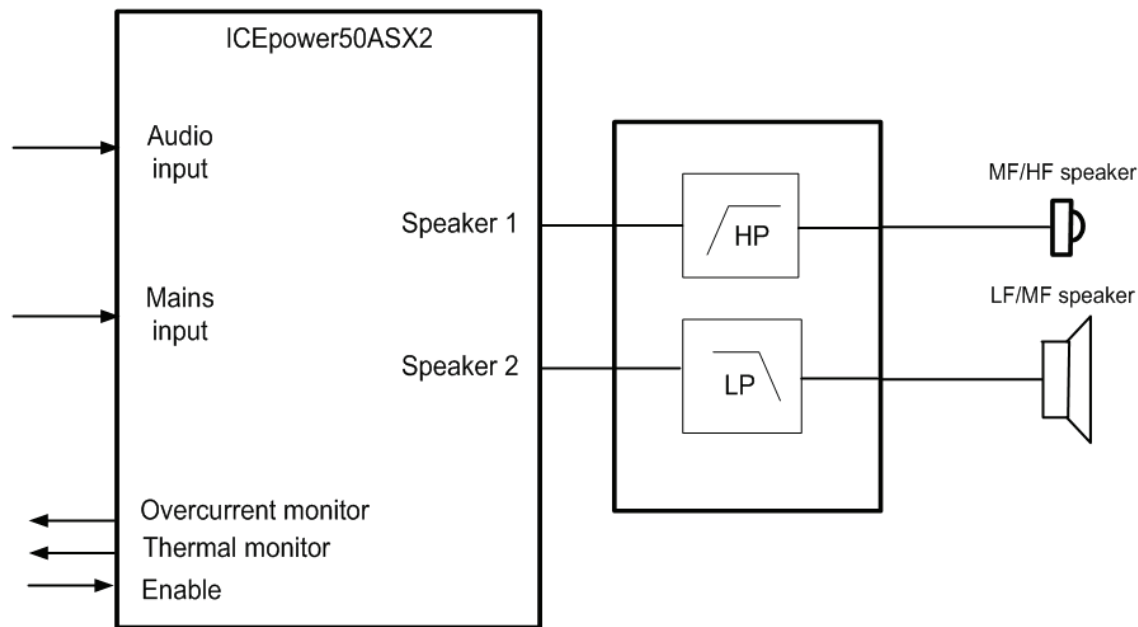 ICEpower50ASX2
Audio
input
Speaker 1
HP
MF/HF speaker
Mains
input
LF/MF speaker
Speaker 2
LP
Overcurrent monitor
Thermal monitor
Enable